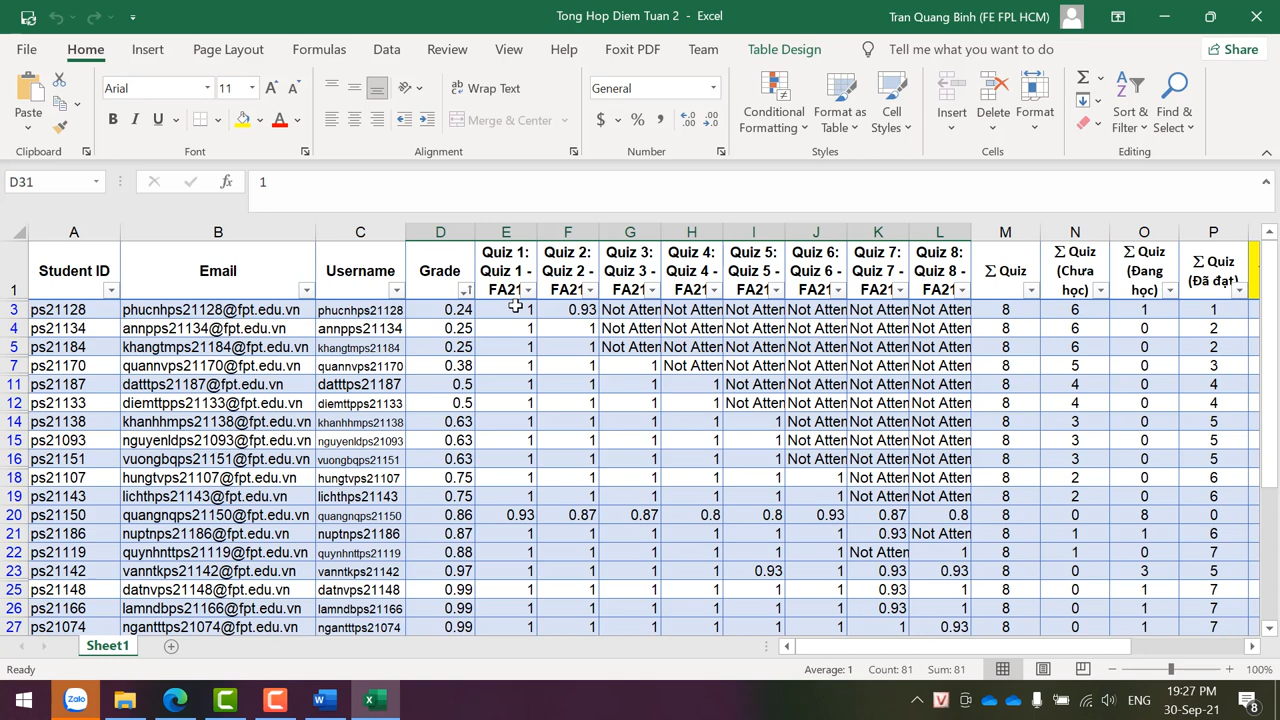 Tong Hop Diem Tuan 2 - Excel
Tran Quang Binh (FE FPL HCM)
File Home Insert Page Layout Formulas Data Review View Help Foxit PDF Team Table Design Tell me what you want to do Share
Paste
Arial 11
Wrap Text
Merge & Center
General
Conditional Formatting
Format as Table
Cell Styles
Insert Delete Format
Sort & Filter
Find & Select
Clipboard Font Alignment Number Styles Cells Editing
D31 fx 1
A B C D E F G H I J K L M N O P
1 Student ID Email Username Grade Quiz 1: Quiz 1 - FA21 Quiz 2: Quiz 2 - FA21 Quiz 3: Quiz 3 - FA21 Quiz 4: Quiz 4 - FA21 Quiz 5: Quiz 5 - FA21 Quiz 6: Quiz 6 - FA21 Quiz 7: Quiz 7 - FA21 Quiz 8: Quiz 8 - FA21 Σ Quiz Σ Quiz (Chưa học) Σ Quiz (Đang học) Σ Quiz (Đã đạt)
3 ps21128 phucnhps21128@fpt.edu.vn phucnhps21128 0.24 1 0.93 Not Atten Not Atten Not Atten Not Atten Not Atten Not Atten 8 6 1 1
4 ps21134 annpps21134@fpt.edu.vn annpps21134 0.25 1 1 Not Atten Not Atten Not Atten Not Atten Not Atten Not Atten 8 6 0 2
5 ps21184 khangtmps21184@fpt.edu.vn khangtmps21184 0.25 1 1 Not Atten Not Atten Not Atten Not Atten Not Atten Not Atten 8 6 0 2
7 ps21170 quannvps21170@fpt.edu.vn quannvps21170 0.38 1 1 1 Not Atten Not Atten Not Atten Not Atten Not Atten 8 5 0 3
11 ps21187 datttps21187@fpt.edu.vn datttps21187 0.5 1 1 1 1 Not Atten Not Atten Not Atten Not Atten 8 4 0 4
12 ps21133 diemttpps21133@fpt.edu.vn diemttpps21133 0.5 1 1 1 1 Not Atten Not Atten Not Atten Not Atten 8 4 0 4
14 ps21138 khanhhmps21138@fpt.edu.vn khanhhmps21138 0.63 1 1 1 1 1 Not Atten Not Atten Not Atten 8 3 0 5
15 ps21093 nguyenldps21093@fpt.edu.vn nguyenldps21093 0.63 1 1 1 1 1 Not Atten Not Atten Not Atten 8 3 0 5
16 ps21151 vuongbqps21151@fpt.edu.vn vuongbqps21151 0.63 1 1 1 1 1 Not Atten Not Atten Not Atten 8 3 0 5
18 ps21107 hungtvps21107@fpt.edu.vn hungtvps21107 0.75 1 1 1 1 1 1 Not Atten Not Atten 8 2 0 6
19 ps21143 lichthps21143@fpt.edu.vn lichthps21143 0.75 1 1 1 1 1 1 Not Atten Not Atten 8 2 0 6
20 ps21150 quangnqps21150@fpt.edu.vn quangnqps21150 0.86 0.93 0.87 0.87 0.8 0.8 0.93 0.87 0.8 8 0 8 0
21 ps21186 nuptnps21186@fpt.edu.vn nuptnps21186 0.87 1 1 1 1 1 1 0.93 Not Atten 8 1 1 6
22 ps21119 quynhnttps21119@fpt.edu.vn quynhnttps21119 0.88 1 1 1 1 1 1 Not Atten 1 8 1 0 7
23 ps21142 vanntkps21142@fpt.edu.vn vanntkps21142 0.97 1 1 1 1 0.93 1 0.93 0.93 8 0 3 5
25 ps21148 datnvps21148@fpt.edu.vn datnvps21148 0.99 1 1 1 1 1 1 0.93 1 8 0 1 7
26 ps21166 lamndbps21166@fpt.edu.vn lamndbps21166 0.99 1 1 1 1 1 1 0.93 1 8 0 1 7
27 ps21074 ngantttps21074@fpt.edu.vn ngantttps21074 0.99 1 1 1 1 1 1 1 0.93 8 0 1 7
Sheet1
Ready Average: 1 Count: 81 Sum: 81 100%
Zalo ENG 19:27 PM 8
30-Sep-21